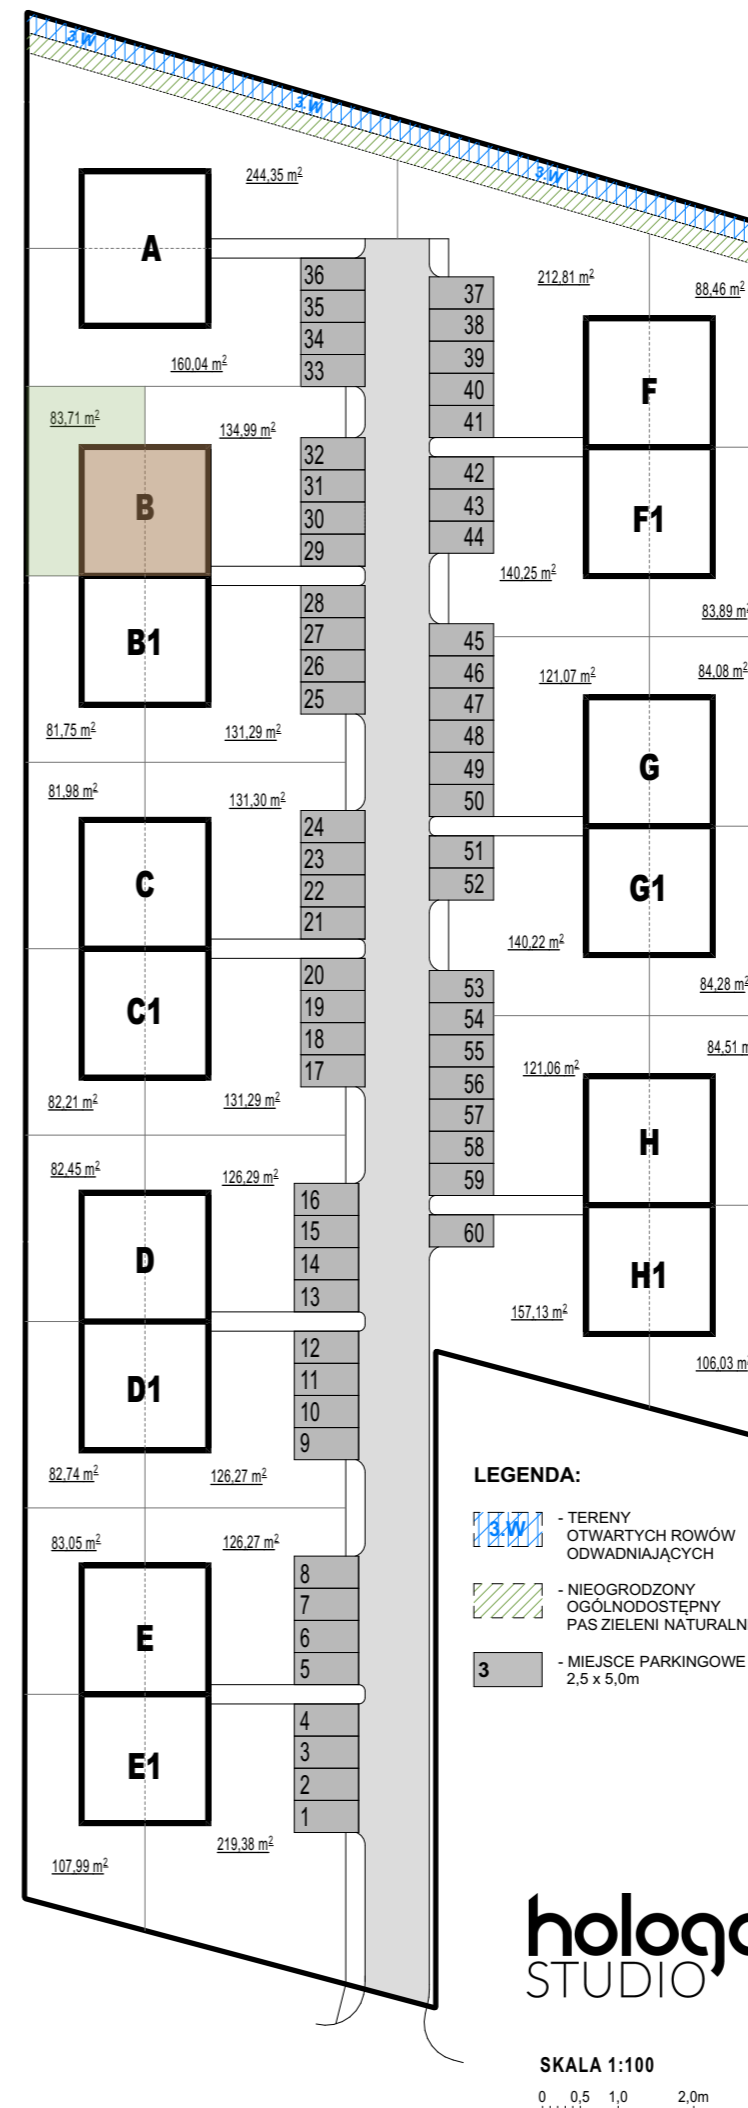 3.W
3.W
3.W
244,35 m²
A
36
35
34
33
160,04 m²
212,81 m²
88,46 m²
37
38
39
40
41
F
83,71 m²
134,99 m²
B
32
31
30
29
42
43
44
F1
140,25 m²
83,89 m²
B1
28
27
26
25
81,75 m²
131,29 m²
45
46
47
48
49
50
121,07 m²
84,08 m²
G
81,98 m²
131,30 m²
C
24
23
22
21
51
52
G1
140,22 m²
84,28 m²
C1
20
19
18
17
82,21 m²
131,29 m²
53
54
55
56
57
58
59
84,51 m
121,06 m²
H
82,45 m²
126,29 m²
D
16
15
14
13
60
H1
157,13 m²
106,03 m²
D1
12
11
10
9
82,74 m²
126,27 m²
83,05 m²
126,27 m²
E
8
7
6
5
E1
4
3
2
1
107,99 m²
219,38 m²
LEGENDA:
3.W
- TERENY
OTWARTYCH ROWÓW
ODWADNIAJĄCYCH
- NIEOGRODZONY
OGÓLNODOSTĘPNY
PAS ZIELENI NATURALN
3
- MIEJSCE PARKINGOWE
2,5 x 5,0m
hologa
STUDIO
SKALA 1:100
0 0,5 1,0 2,0m